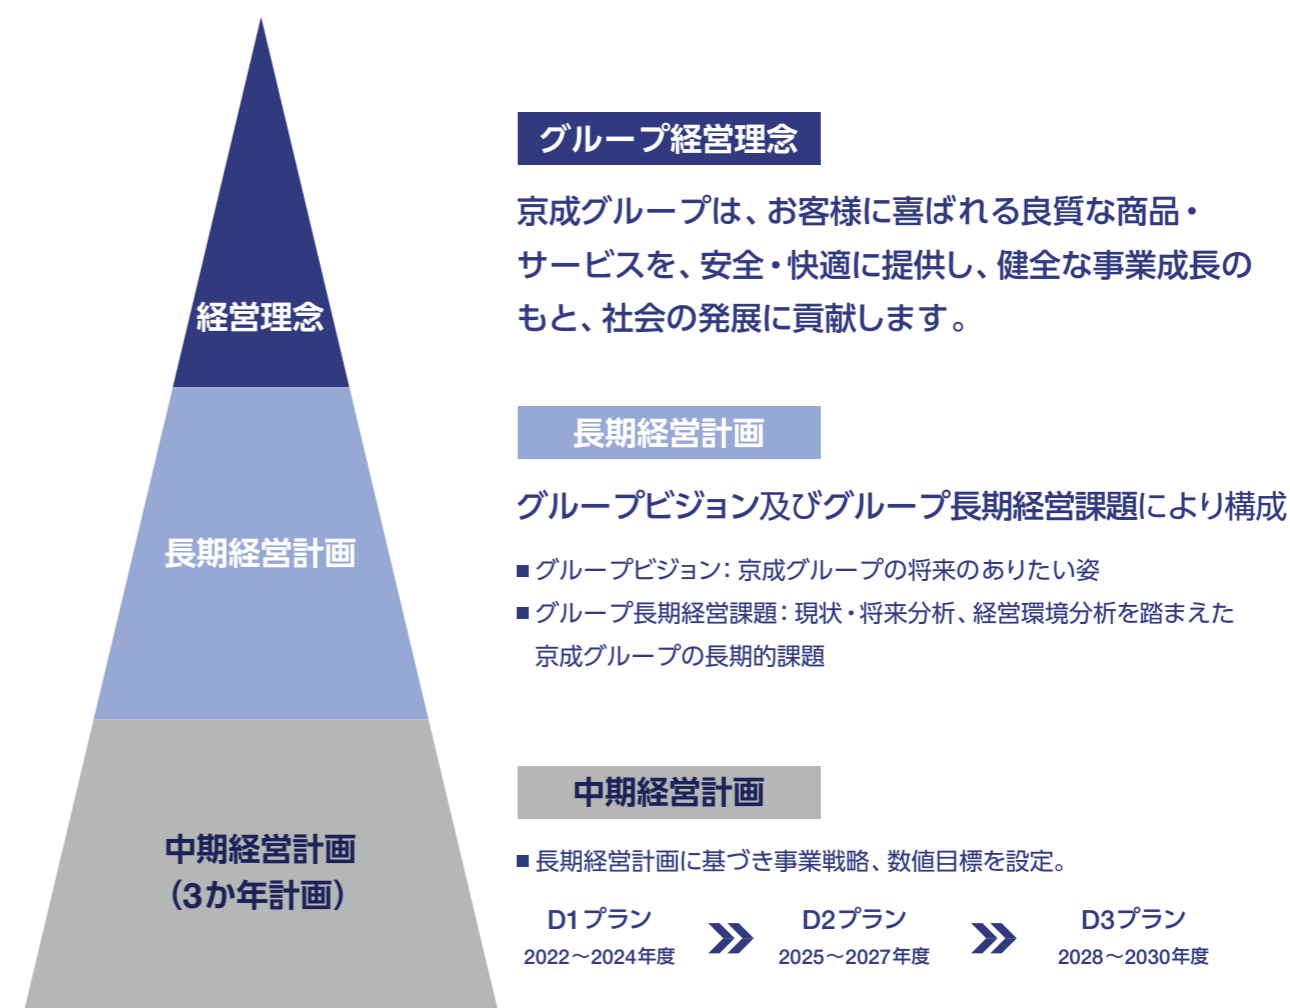 経営理念
長期経営計画
中期経営計画
（3か年計画）
グループ経営理念
京成グループは、お客様に喜ばれる良質な商品・
サービスを、安全・快適に提供し、健全な事業成長の
もと、社会の発展に貢献します。
長期経営計画
グループビジョン及びグループ長期経営課題により構成
■ グループビジョン：京成グループの将来のありたい姿
■ グループ長期経営課題：現状・将来分析、経営環境分析を踏まえた
京成グループの長期的課題
中期経営計画
■ 長期経営計画に基づき事業戦略、数値目標を設定。
D1プラン D2プラン D3プラン
2022～2024年度 2025～2027年度 2028～2030年度